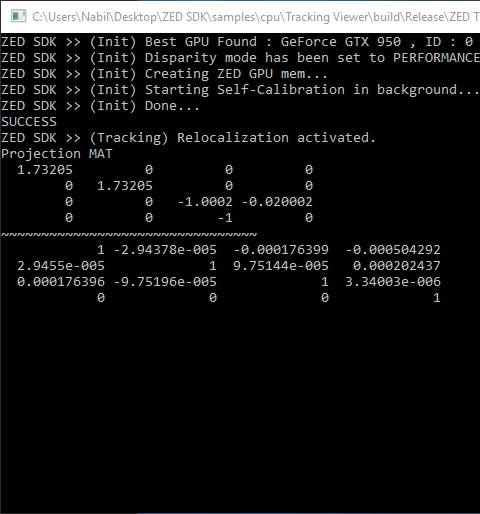 C:\Users\Nabil\Desktop\ZED SDK\samples\cpu\Tracking Viewer\build\Release\ZED T
ZED SDK >> (Init) Best GPU Found : GeForce GTX 950 , ID : 0
ZED SDK >> (Init) Disparity mode has been set to PERFORMANCE
ZED SDK >> (Init) Creating ZED GPU mem...
ZED SDK >> (Init) Starting Self-Calibration in background...
ZED SDK >> (Init) Done...
SUCCESS
ZED SDK >> (Tracking) Relocalization activated.
Projection MAT
1.73205 0 0 0
0 1.73205 0 0
0 0 -1.0002 -0.020002
0 0 -1 0
~~~~~~~~~~~~~~~~~~~~~~~~~~~~~~~~
1 -2.94378e-005 -0.000176399 -0.000504292
2.9455e-005 1 9.75144e-005 0.000202437
0.000176396 -9.75196e-005 1 3.34003e-006
0 0 0 1